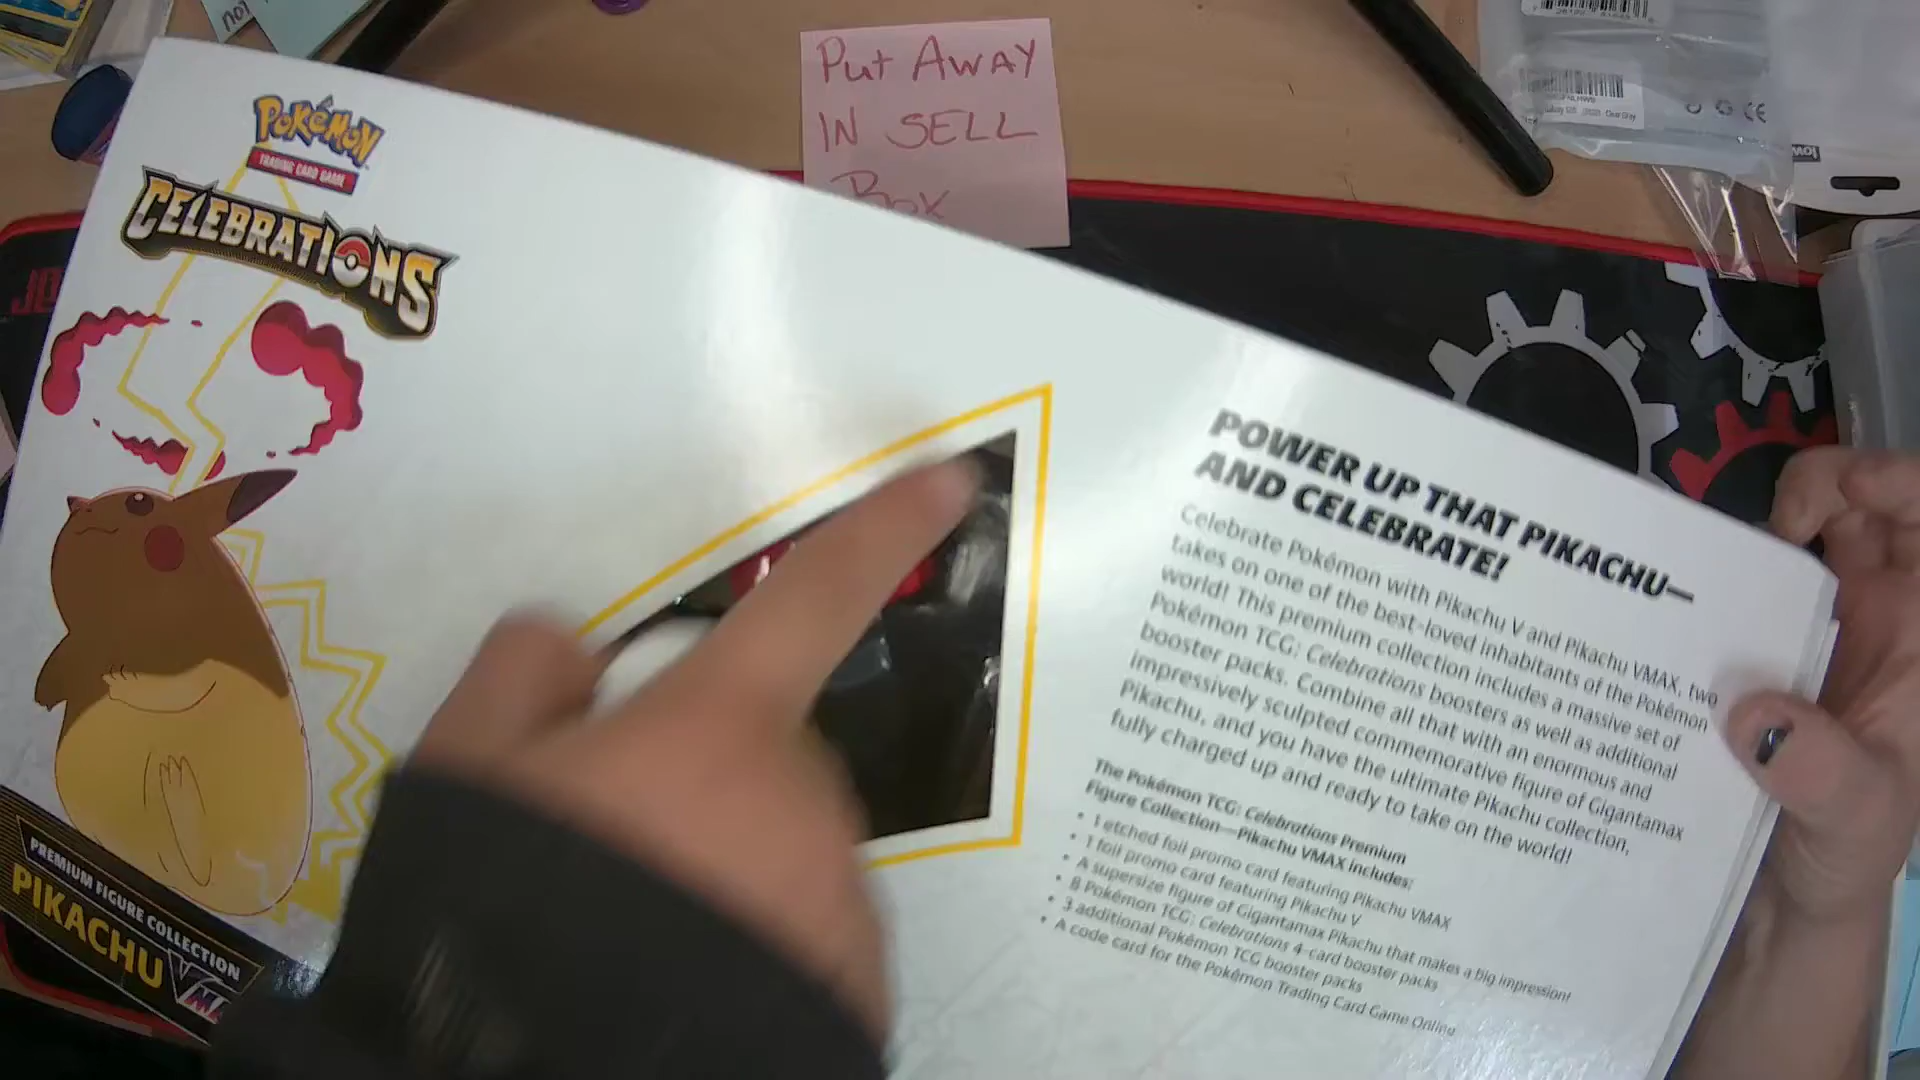 Put AWAY
IN SELL
BOX
POKéMON
TRADING CARD GAME
CELEBRATIONS
PREMIUM FIGURE COLLECTION
PIKACHU
POWER UP THAT PIKACHU—
AND CELEBRATE!
Celebrate Pokémon with Pikachu V and Pikachu VMAX, two
takes on one of the best-loved inhabitants of the Pokémon
world! This premium collection includes a massive set of
Pokémon TCG: Celebrations boosters as well as additional
booster packs. Combine all that with an enormous and
impressively sculpted commemorative figure of Gigantamax
Pikachu, and you have the ultimate Pikachu collection,
fully charged up and ready to take on the world!
The Pokémon TCG: Celebrations Premium
Figure Collection—Pikachu VMAX includes:
• 1 etched foil promo card featuring Pikachu VMAX
• 1 foil promo card featuring Pikachu V
• A supersize figure of Gigantamax Pikachu that makes a big impression!
• 8 Pokémon TCG: Celebrations 4-card booster packs
• 3 additional Pokémon TCG booster packs
• A code card for the Pokémon Trading Card Game Online